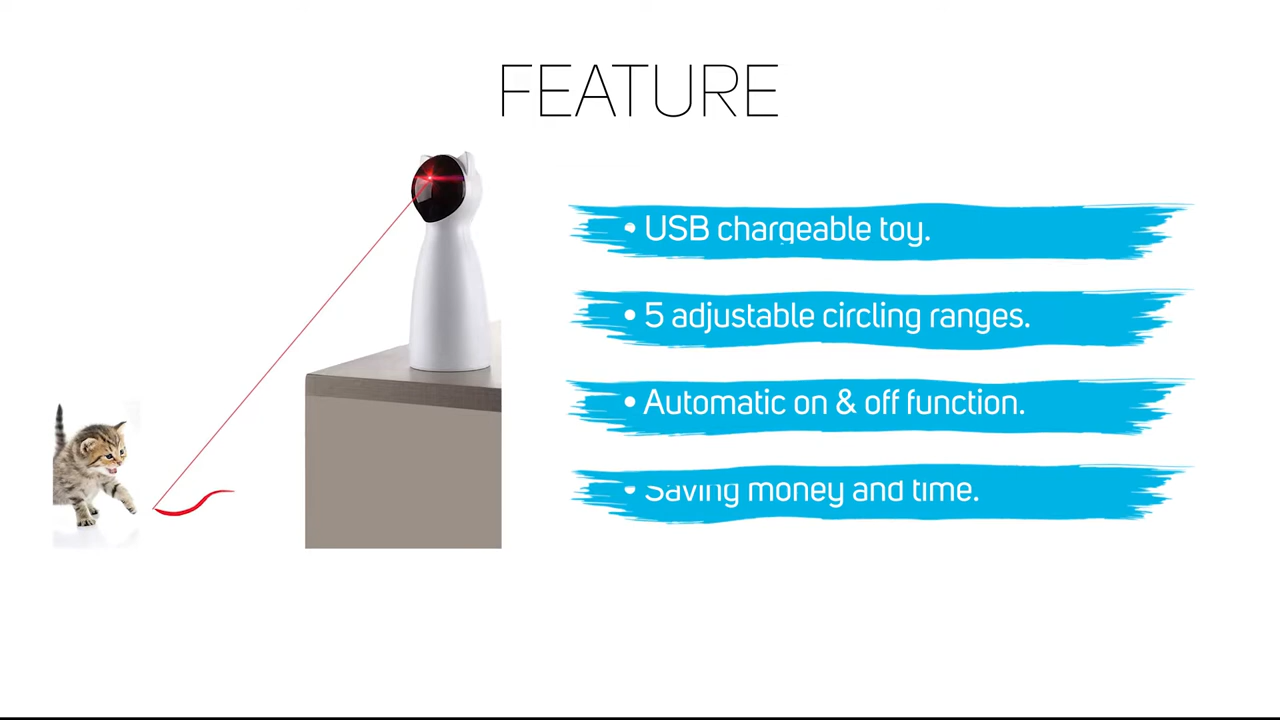 FEATURE
• USB chargeable toy.
• 5 adjustable circling ranges.
• Automatic on & off function.
• Saving money and time.